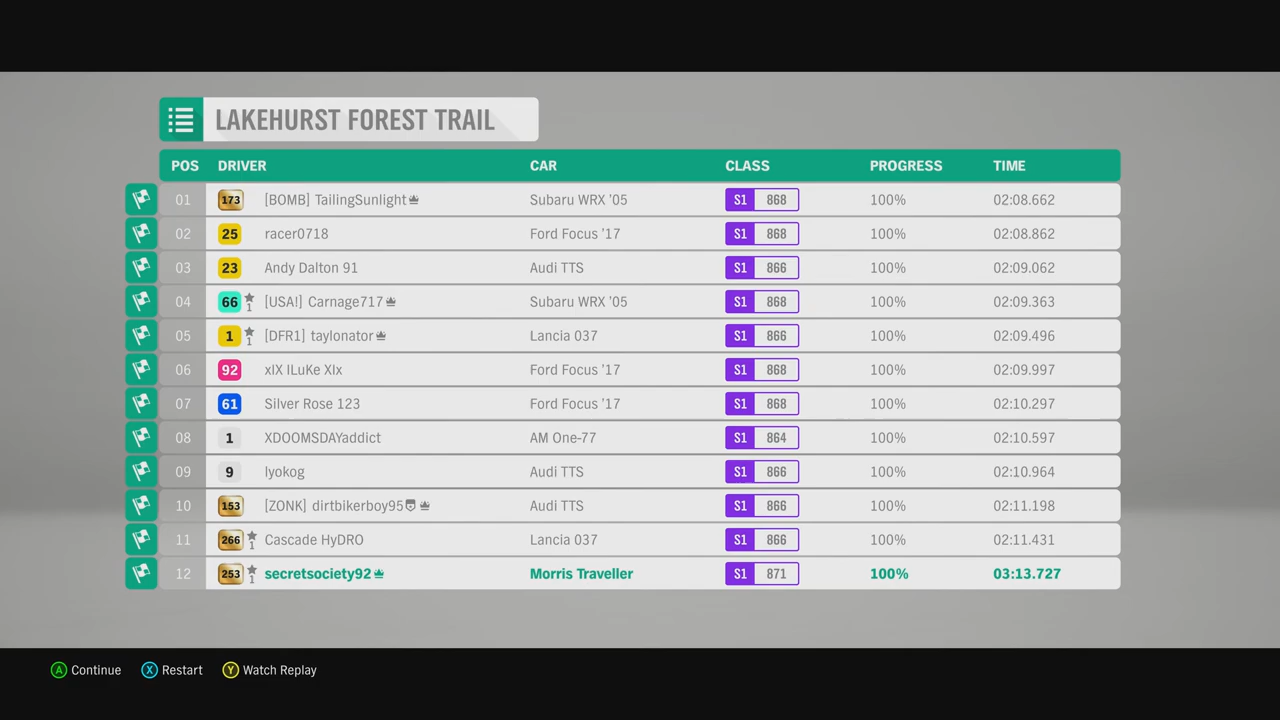 LAKEHURST FOREST TRAIL
POS DRIVER CAR CLASS PROGRESS TIME
01 173 [BOMB] TailingSunlight Subaru WRX '05 S1 868 100% 02:08.662
02 25 racer0718 Ford Focus '17 S1 868 100% 02:08.862
03 23 Andy Dalton 91 Audi TTS S1 866 100% 02:09.062
04 66 1 [USA!] Carnage717 Subaru WRX '05 S1 868 100% 02:09.363
05 1 1 [DFR1] taylonator Lancia 037 S1 866 100% 02:09.496
06 92 xIX ILuKe XIx Ford Focus '17 S1 868 100% 02:09.997
07 61 Silver Rose 123 Ford Focus '17 S1 868 100% 02:10.297
08 1 XDOOMSDAYaddict AM One-77 S1 864 100% 02:10.597
09 9 lyokog Audi TTS S1 866 100% 02:10.964
10 153 [ZONK] dirtbikerboy95 Audi TTS S1 866 100% 02:11.198
11 266 1 Cascade HyDRO Lancia 037 S1 866 100% 02:11.431
12 253 1 secretsociety92 Morris Traveller S1 871 100% 03:13.727
A Continue X Restart Y Watch Replay